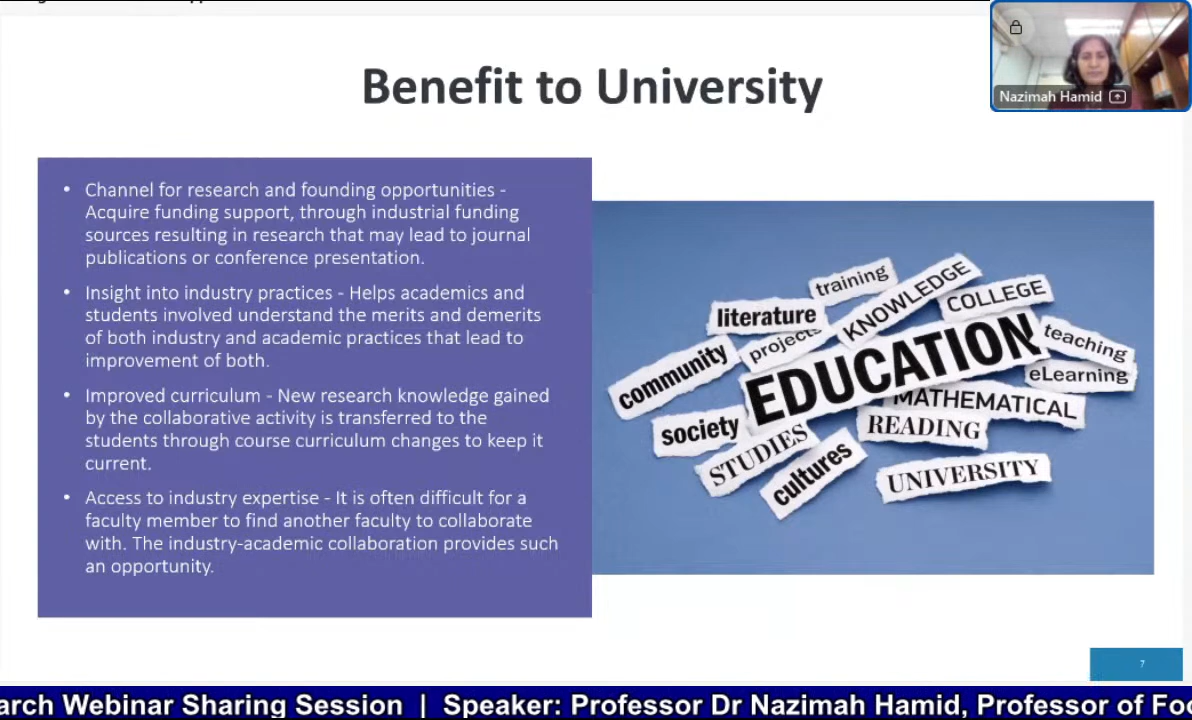 Nazimah Hamid
Benefit to University
• Channel for research and founding opportunities -
Acquire funding support, through industrial funding
sources resulting in research that may lead to journal
publications or conference presentation.
• Insight into industry practices - Helps academics and
students involved understand the merits and demerits
of both industry and academic practices that lead to
improvement of both.
• Improved curriculum - New research knowledge gained
by the collaborative activity is transferred to the
students through course curriculum changes to keep it
current.
• Access to industry expertise - It is often difficult for a
faculty member to find another faculty to collaborate
with. The industry-academic collaboration provides such
an opportunity.
training
KNOWLEDGE
COLLEGE
literature
projects
teaching
community
EDUCATION
eLearning
MATHEMATICAL
society
READING
STUDIES
cultures
UNIVERSITY
7
arch Webinar Sharing Session | Speaker: Professor Dr Nazimah Hamid, Professor of Foo